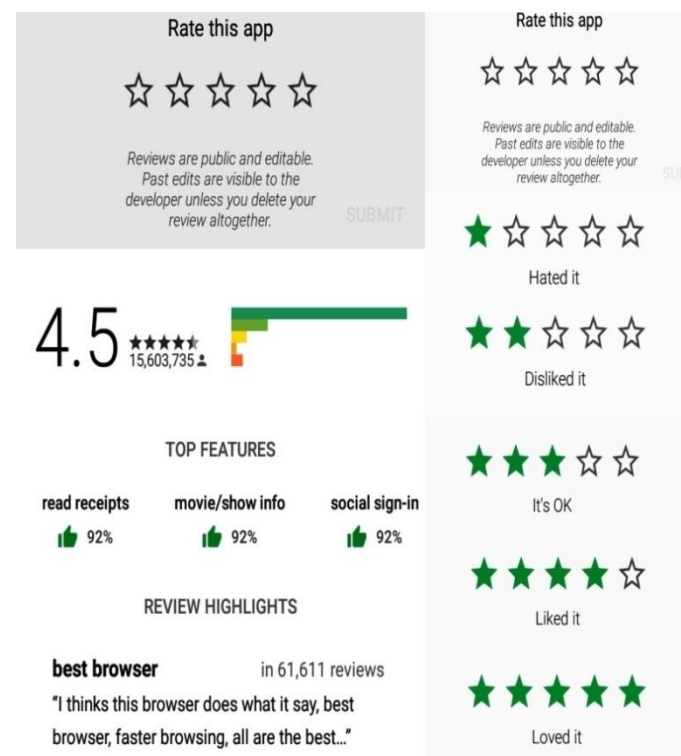 Rate this app
Reviews are public and editable.
Past edits are visible to the
developer unless you delete your
review altogether.
SUBMIT
4.5
15,603,735
TOP FEATURES
read receipts movie/show info social sign-in
92% 92% 92%
REVIEW HIGHLIGHTS
best browser in 61,611 reviews
"I thinks this browser does what it say, best
browser, faster browsing, all are the best..."
Rate this app
Reviews are public and editable.
Past edits are visible to the
developer unless you delete your
review altogether.
SU
Hated it
Disliked it
It's OK
Liked it
Loved it